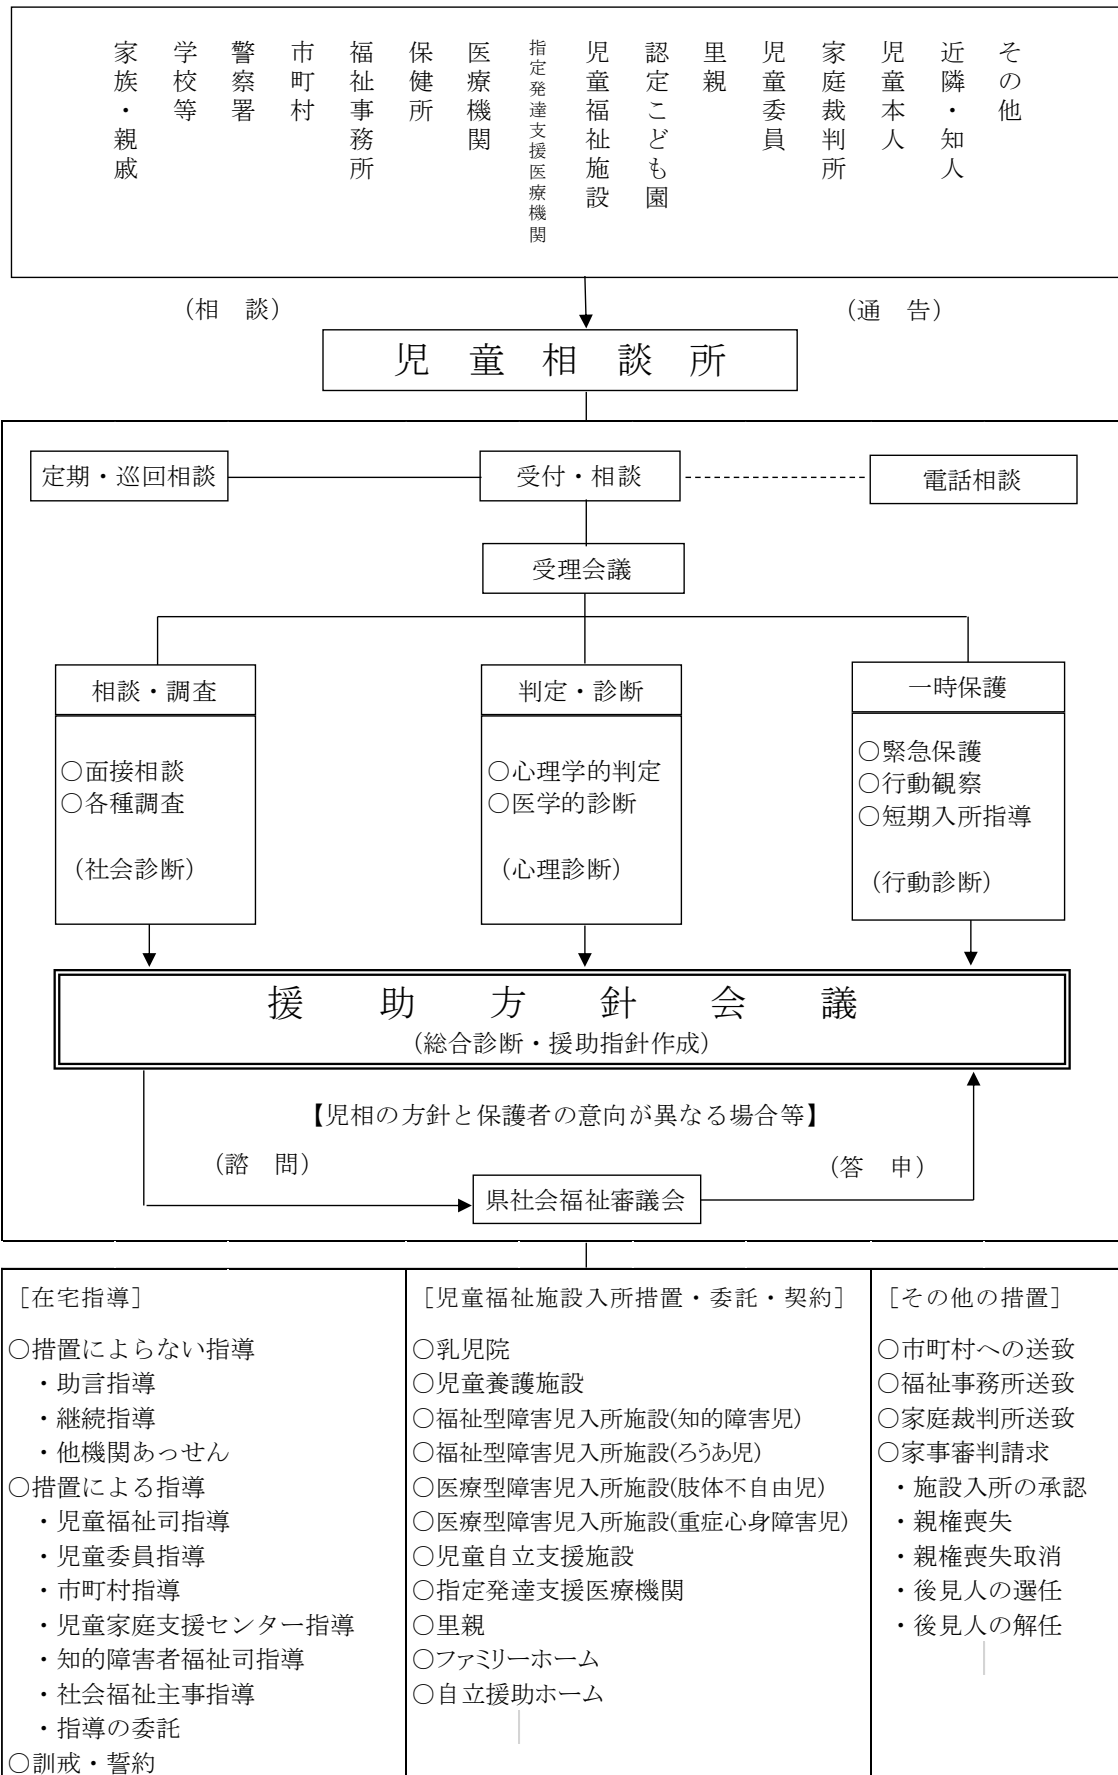 家族・親戚
学校等
警察署
市町村
福祉事務所
保健所
医療機関
指定発達支援医療機関
児童福祉施設
認定こども園
里親
児童委員
家庭裁判所
児童本人
近隣・知人
その他
（相　談）
（通　告）
児童相談所
定期・巡回相談
受付・相談
電話相談
受理会議
相談・調査
○面接相談
○各種調査
（社会診断）
判定・診断
○心理学的判定
○医学的診断
（心理診断）
一時保護
○緊急保護
○行動観察
○短期入所指導
（行動診断）
援助方針会議
（総合診断・援助指針作成）
【児相の方針と保護者の意向が異なる場合等】
（諮　問）
（答　申）
県社会福祉審議会
［在宅指導］
○措置によらない指導
・助言指導
・継続指導
・他機関あっせん
○措置による指導
・児童福祉司指導
・児童委員指導
・市町村指導
・児童家庭支援センター指導
・知的障害者福祉司指導
・社会福祉主事指導
・指導の委託
○訓戒・誓約
［児童福祉施設入所措置・委託・契約］
○乳児院
○児童養護施設
○福祉型障害児入所施設(知的障害児)
○福祉型障害児入所施設(ろうあ児)
○医療型障害児入所施設(肢体不自由児)
○医療型障害児入所施設(重症心身障害児)
○児童自立支援施設
○指定発達支援医療機関
○里親
○ファミリーホーム
○自立援助ホーム
［その他の措置］
○市町村への送致
○福祉事務所送致
○家庭裁判所送致
○家事審判請求
・施設入所の承認
・親権喪失
・親権喪失取消
・後見人の選任
・後見人の解任